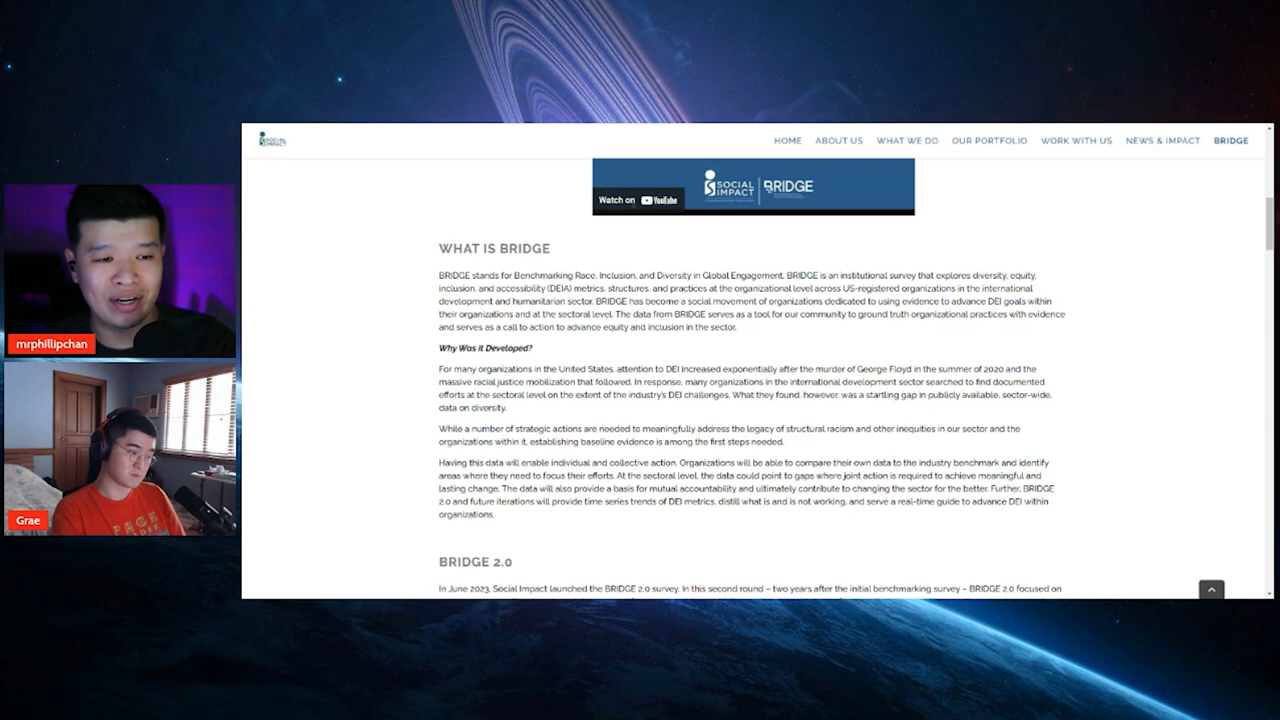 SOCIAL
IMPACT
HOME ABOUT US WHAT WE DO OUR PORTFOLIO WORK WITH US NEWS & IMPACT BRIDGE
Watch on YouTube
SOCIAL
IMPACT
BRIDGE
WHAT IS BRIDGE
BRIDGE stands for Benchmarking Race, Inclusion, and Diversity in Global Engagement. BRIDGE is an institutional survey that explores diversity, equity,
inclusion, and accessibility (DEIA) metrics, structures, and practices at the organizational level across US-registered organizations in the international
development and humanitarian sector. BRIDGE has become a social movement of organizations dedicated to using evidence to advance DEI goals within
their organizations and at the sectoral level. The data from BRIDGE serves as a tool for our community to ground truth organizational practices with evidence
and serves as a call to action to advance equity and inclusion in the sector.
Why Was it Developed?
For many organizations in the United States, attention to DEI increased exponentially after the murder of George Floyd in the summer of 2020 and the
massive racial justice mobilization that followed. In response, many organizations in the international development sector searched to find documented
efforts at the sectoral level on the extent of the industry's DEI challenges. What they found, however, was a startling gap in publicly available, sector-wide,
data on diversity.
While a number of strategic actions are needed to meaningfully address the legacy of structural racism and other inequities in our sector and the
organizations within it, establishing baseline evidence is among the first steps needed.
Having this data will enable individual and collective action. Organizations will be able to compare their own data to the industry benchmark and identify
areas where they need to focus their efforts. At the sectoral level, the data could point to gaps where joint action is required to achieve meaningful and
lasting change. The data will also provide a basis for mutual accountability and ultimately contribute to changing the sector for the better. Further, BRIDGE
2.0 and future iterations will provide time series trends of DEI metrics, distill what is and is not working, and serve a real-time guide to advance DEI within
organizations.
BRIDGE 2.0
In June 2023, Social Impact launched the BRIDGE 2.0 survey. In this second round – two years after the initial benchmarking survey – BRIDGE 2.0 focused on
mrphillipchan
Grae